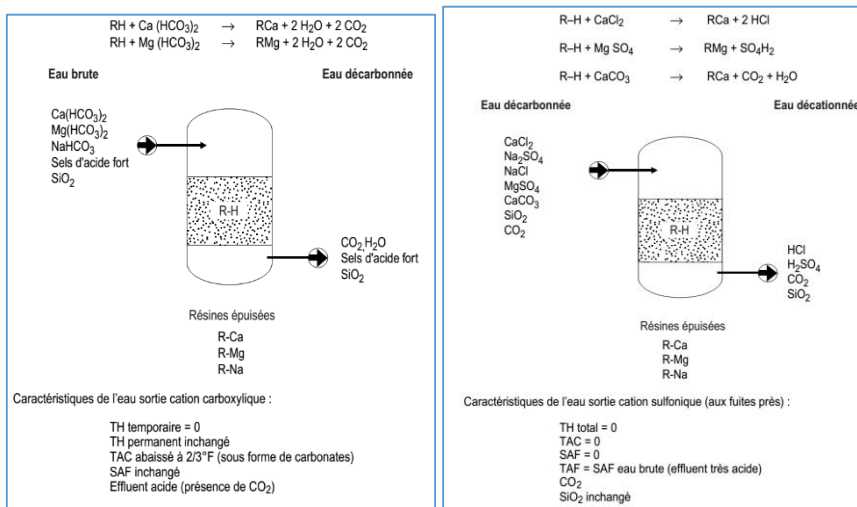 RH + Ca (HCO3)2 → RCa + 2 H2O + 2 CO2
RH + Mg (HCO3)2 → RMg + 2 H2O + 2 CO2
Eau brute Eau décarbonnée
Ca(HCO3)2
Mg(HCO3)2
NaHCO3
Sels d'acide fort
SiO2
R-H
CO2,H2O
Sels d'acide fort
SiO2
Résines épuisées
R-Ca
R-Mg
R-Na
Caractéristiques de l'eau sortie cation carboxylique :
TH temporaire = 0
TH permanent inchangé
TAC abaissé à 2/3°F (sous forme de carbonates)
SAF inchangé
Effluent acide (présence de CO2)
R–H + CaCl2 → RCa + 2 HCl
R–H + Mg SO4 → RMg + SO4H2
R–H + CaCO3 → RCa + CO2 + H2O
Eau décarbonnée Eau décationnée
CaCl2
Na2SO4
NaCl
MgSO4
CaCO3
SiO2
CO2
R-H
HCl
H2SO4
CO2
SiO2
Résines épuisées
R-Ca
R-Mg
R-Na
Caractéristiques de l'eau sortie cation sulfonique (aux fuites près) :
TH total = 0
TAC = 0
SAF = 0
TAF = SAF eau brute (effluent très acide)
CO2
SiO2 inchangé